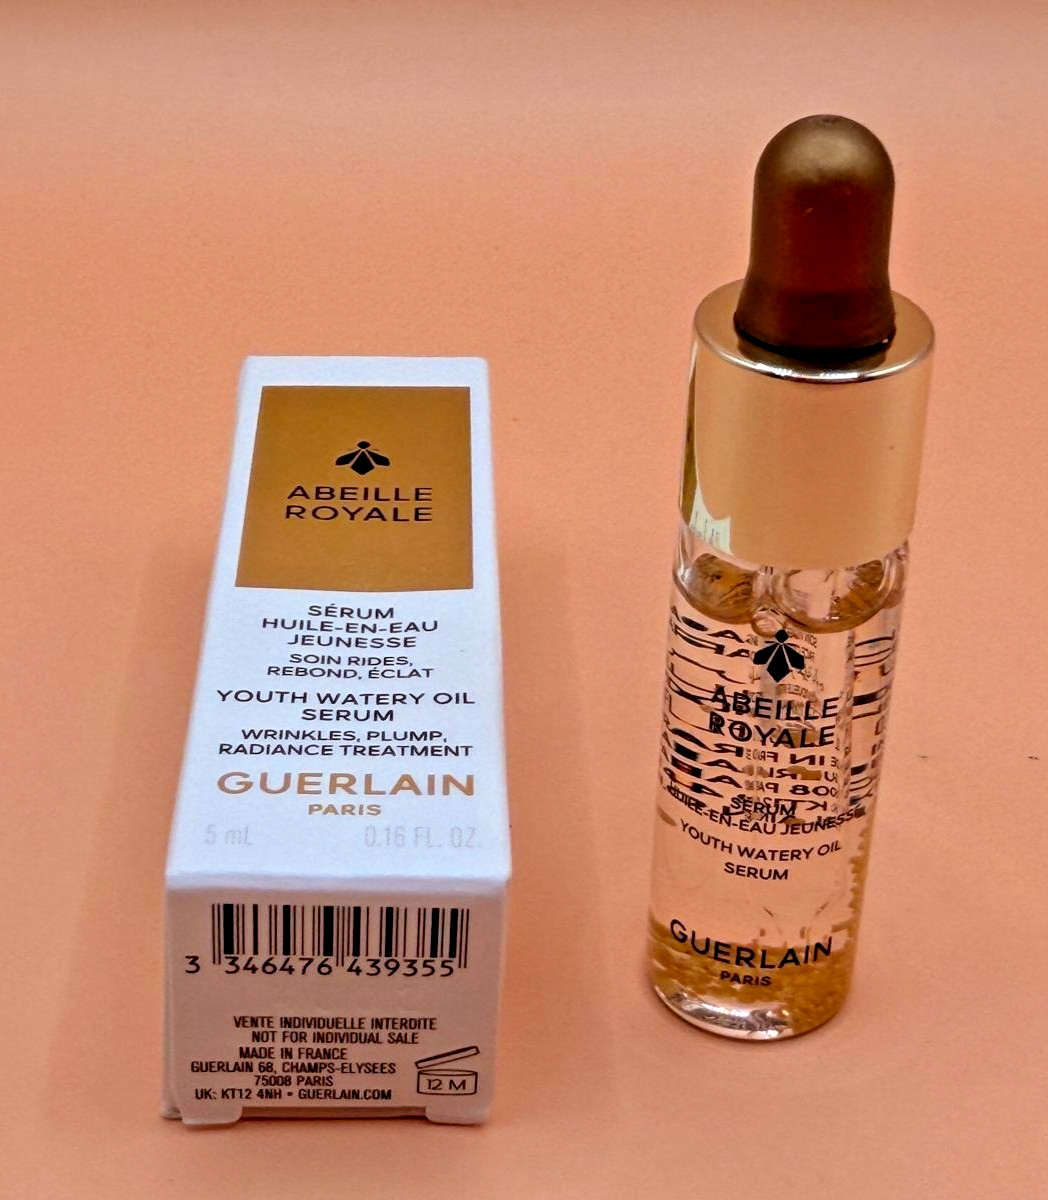 ABEILLE
ROYALE
SÉRUM
HUILE-EN-EAU
JEUNESSE
SOIN RIDES,
REBOND, ÉCLAT
YOUTH WATERY OIL
SERUM
WRINKLES, PLUMP,
RADIANCE TREATMENT
GUERLAIN
PARIS
5 mL 0.16 FL. OZ.
3 346476 439355
VENTE INDIVIDUELLE INTERDITE
NOT FOR INDIVIDUAL SALE
MADE IN FRANCE
GUERLAIN 68, CHAMPS-ELYSEES
75008 PARIS
UK: KT12 4NH • GUERLAIN.COM
12 M
ABEILLE
ROYALE
SÉRUM
HUILE-EN-EAU JEUNESSE
YOUTH WATERY OIL
SERUM
GUERLAIN
PARIS